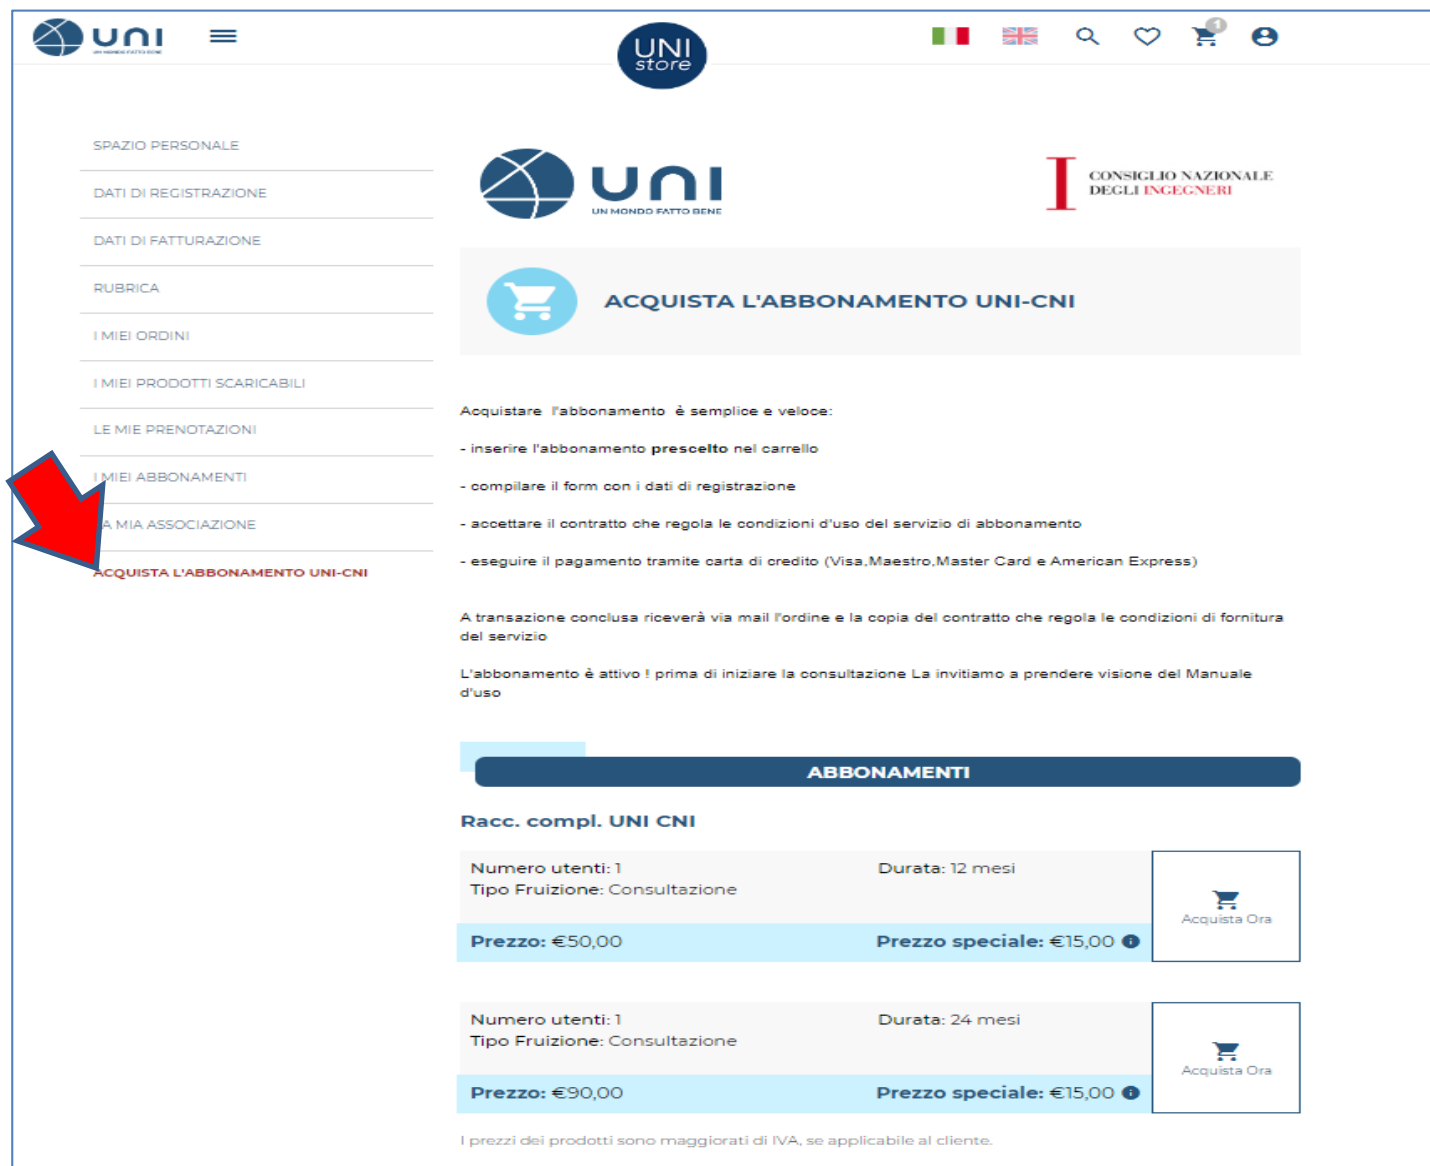 UNI
UN MONDO FATTO BENE
UNI
store
1
SPAZIO PERSONALE
DATI DI REGISTRAZIONE
DATI DI FATTURAZIONE
RUBRICA
I MIEI ORDINI
I MIEI PRODOTTI SCARICABILI
LE MIE PRENOTAZIONI
I MIEI ABBONAMENTI
A MIA ASSOCIAZIONE
ACQUISTA L'ABBONAMENTO UNI-CNI
UNI
UN MONDO FATTO BENE
I
CONSIGLIO NAZIONALE
DEGLI INGEGNERI
ACQUISTA L'ABBONAMENTO UNI-CNI
Acquistare l'abbonamento è semplice e veloce:
- inserire l'abbonamento prescelto nel carrello
- compilare il form con i dati di registrazione
- accettare il contratto che regola le condizioni d'uso del servizio di abbonamento
- eseguire il pagamento tramite carta di credito (Visa,Maestro,Master Card e American Express)
A transazione conclusa riceverà via mail l'ordine e la copia del contratto che regola le condizioni di fornitura
del servizio
L'abbonamento è attivo ! prima di iniziare la consultazione La invitiamo a prendere visione del Manuale
d'uso
ABBONAMENTI
Racc. compl. UNI CNI
Numero utenti: 1 Durata: 12 mesi
Tipo Fruizione: Consultazione
Acquista Ora
Prezzo: €50,00 Prezzo speciale: €15,00
Numero utenti: 1 Durata: 24 mesi
Tipo Fruizione: Consultazione
Acquista Ora
Prezzo: €90,00 Prezzo speciale: €15,00
I prezzi dei prodotti sono maggiorati di IVA, se applicabile al cliente.